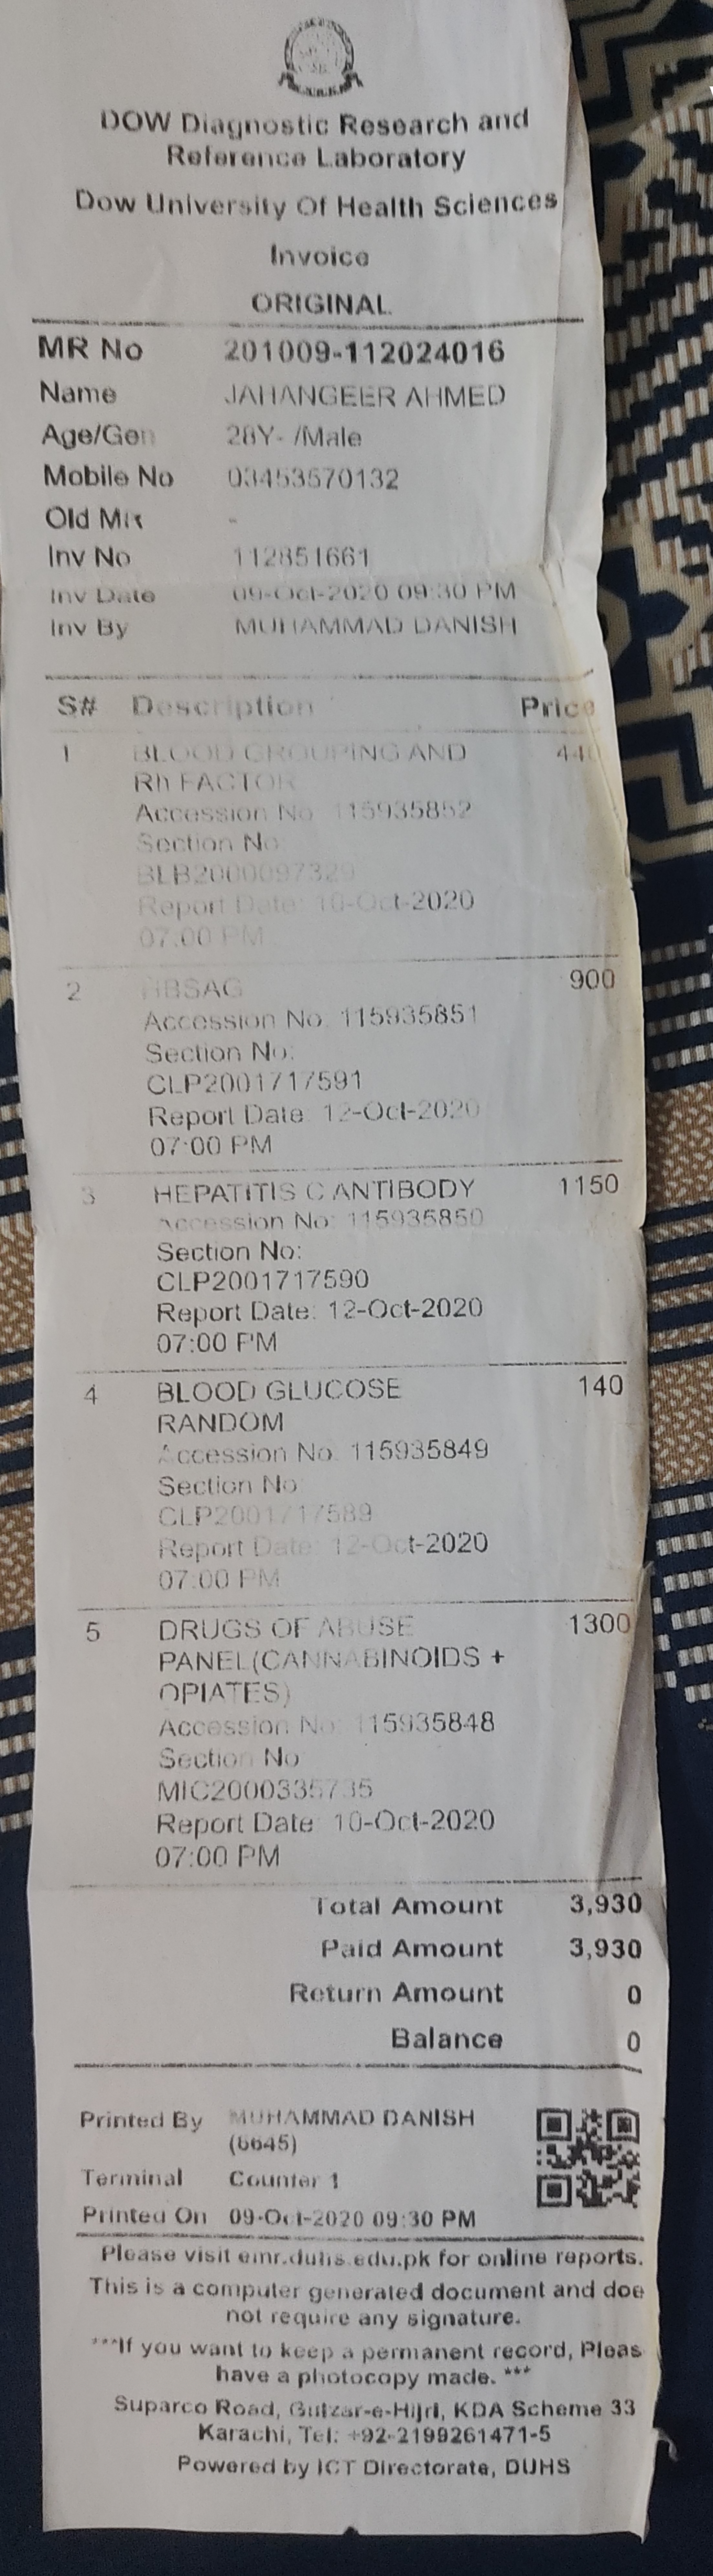 DOW Diagnostic Research and
Reference Laboratory
Dow University Of Health Sciences
Invoice
ORIGINAL
MR No 201009-112024016
Name JAHANGEER AHMED
Age/Gen 28Y- /Male
Mobile No 03453570132
Old MR -
Inv No 112851661
Inv Date 09-Oct-2020 09:30 PM
Inv By MUHAMMAD DANISH
S# Description Price
1 BLOOD GROUPING AND 440
Rh FACTOR
Accession No: 115935852
Section No:
BLB2000097329
Report Date: 10-Oct-2020
07:00 PM
2 HBSAG 900
Accession No: 115935851
Section No:
CLP2001717591
Report Date: 12-Oct-2020
07:00 PM
3 HEPATITIS C ANTIBODY 1150
Accession No: 115935850
Section No:
CLP2001717590
Report Date: 12-Oct-2020
07:00 PM
4 BLOOD GLUCOSE 140
RANDOM
Accession No: 115935849
Section No
CLP2001717589
Report Date: 12-Oct-2020
07:00 PM
5 DRUGS OF ABUSE 1300
PANEL(CANNABINOIDS +
OPIATES)
Accession No: 115935848
Section No
MIC2000335735
Report Date: 10-Oct-2020
07:00 PM
Total Amount 3,930
Paid Amount 3,930
Return Amount 0
Balance 0
Printed By MUHAMMAD DANISH
(6645)
Terminal Counter 1
Printed On 09-Oct-2020 09:30 PM
Please visit emr.duhs.edu.pk for online reports.
This is a computer generated document and doe
not require any signature.
***If you want to keep a permanent record, Pleas
have a photocopy made. ***
Suparco Road, Gulzar-e-Hijri, KDA Scheme 33
Karachi, Tel: +92-2199261471-5
Powered by ICT Directorate, DUHS